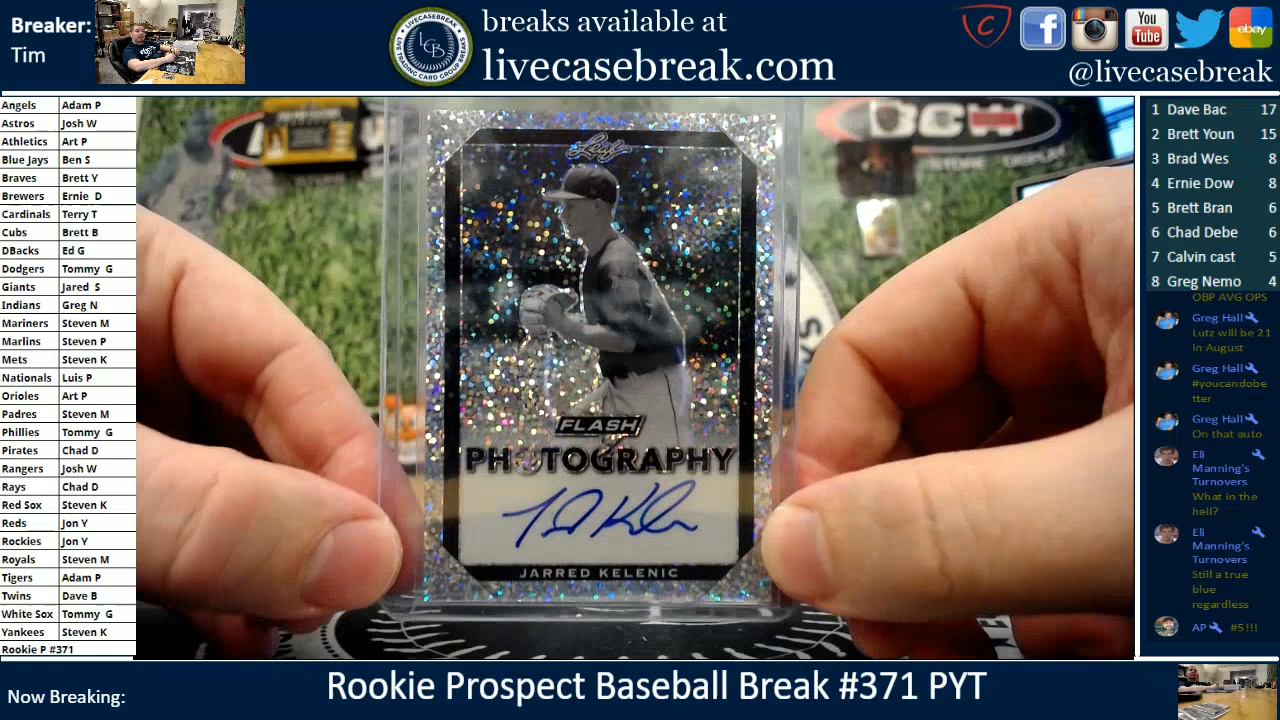 Breaker:
Tim
breaks available at
livecasebreak.com
YouTube
ebay
@livecasebreak
Angels Adam P
Astros Josh W
Athletics Art P
Blue Jays Ben S
Braves Brett Y
Brewers Ernie D
Cardinals Terry T
Cubs Brett B
DBacks Ed G
Dodgers Tommy G
Giants Jared S
Indians Greg N
Mariners Steven M
Marlins Steven P
Mets Steven K
Nationals Luis P
Orioles Art P
Padres Steven M
Phillies Tommy G
Pirates Chad D
Rangers Josh W
Rays Chad D
Red Sox Steven K
Reds Jon Y
Rockies Jon Y
Royals Steven M
Tigers Adam P
Twins Dave B
White Sox Tommy G
Yankees Steven K
Rookie P #371
BCW
Leaf
FLASH
PHOTOGRAPHY
JARRED KELENIC
1 Dave Bac 17
2 Brett Youn 15
3 Brad Wes 8
4 Ernie Dow 8
5 Brett Bran 6
6 Chad Debe 6
7 Calvin cast 5
8 Greg Nemo 4
OBP AVG OPS
Greg Hall
Lutz will be 21
In August
Greg Hall
#youcandobe
tter
Greg Hall
On that auto
Eli
Manning's
Turnovers
What in the
hell?
Eli
Manning's
Turnovers
Still a true
blue
regardless
AP #5!!!
Now Breaking:
Rookie Prospect Baseball Break #371 PYT